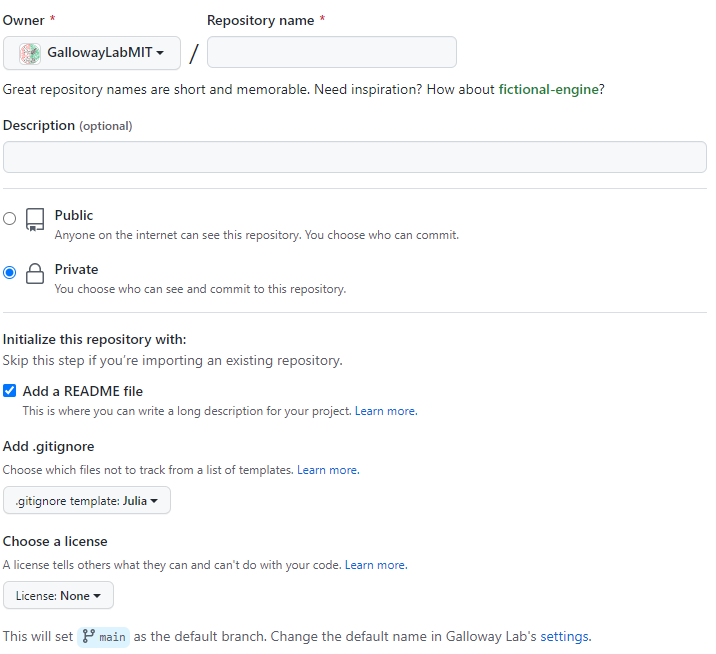 Owner * Repository name *
GallowayLabMIT /
Great repository names are short and memorable. Need inspiration? How about fictional-engine?
Description (optional)
Public
Anyone on the internet can see this repository. You choose who can commit.
Private
You choose who can see and commit to this repository.
Initialize this repository with:
Skip this step if you're importing an existing repository.
Add a README file
This is where you can write a long description for your project. Learn more.
Add .gitignore
Choose which files not to track from a list of templates. Learn more.
.gitignore template: Julia
Choose a license
A license tells others what they can and can't do with your code. Learn more.
License: None
This will set main as the default branch. Change the default name in Galloway Lab's settings.